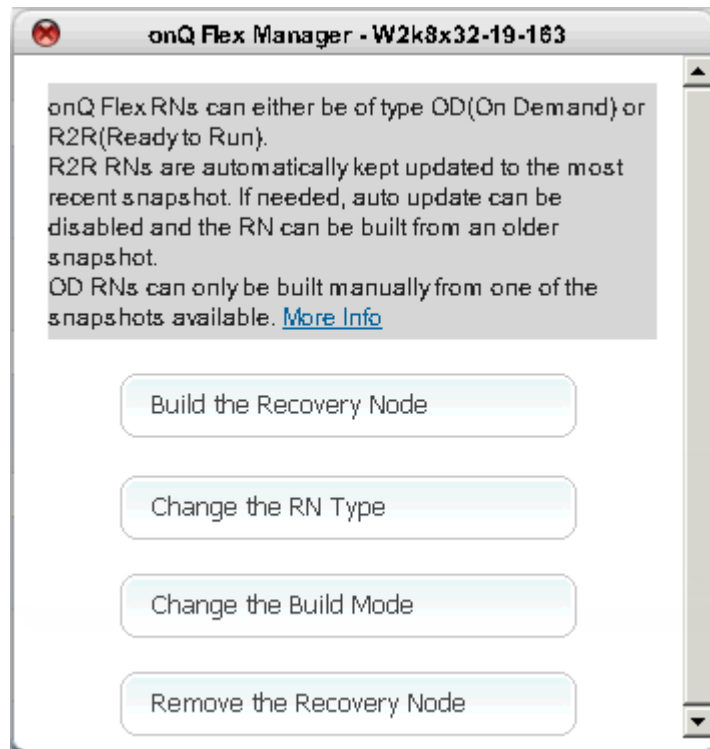 onQ Flex Manager - W2k8x32-19-163
onQ Flex RNs can either be of type OD(On Demand) or
R2R(Ready to Run).
R2R RNs are automatically kept updated to the most
recent snapshot. If needed, auto update can be
disabled and the RN can be built from an older
snapshot.
OD RNs can only be built manually from one of the
snapshots available. More Info
Build the Recovery Node
Change the RN Type
Change the Build Mode
Remove the Recovery Node